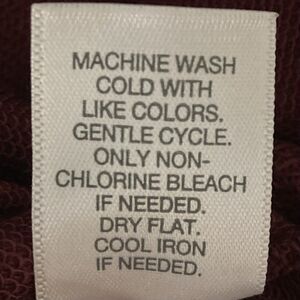 MACHINE WASH
COLD WITH
LIKE COLORS.
GENTLE CYCLE.
ONLY NON-
CHLORINE BLEACH
IF NEEDED.
DRY FLAT.
COOL IRON
IF NEEDED.